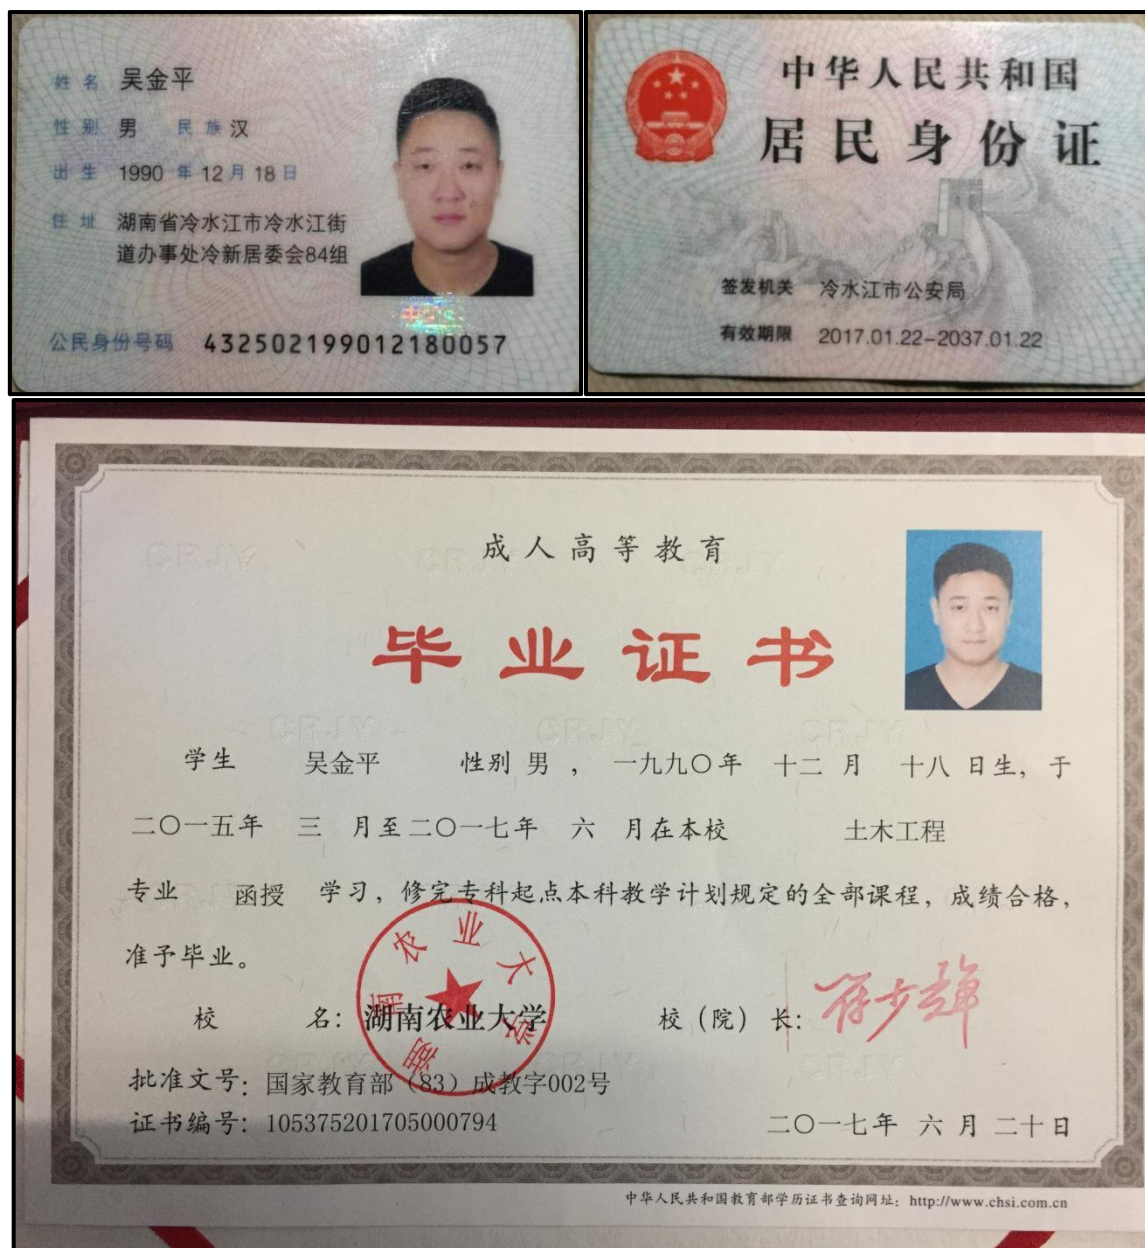 姓名 吴金平
性别 男 民族 汉
出生 1990 年 12 月 18 日
住址 湖南省冷水江市冷水江街
道办事处冷新居委会84组
公民身份号码 432502199012180057
中华人民共和国
居民身份证
签发机关 冷水江市公安局
有效期限 2017.01.22-2037.01.22
成人高等教育
毕业证书
学生 吴金平 性别 男 ， 一九九〇年 十二 月 十八 日生，于
二〇一五年 三 月至二〇一七年 六 月在本校 土木工程
专业 函授 学习，修完专科起点本科教学计划规定的全部课程，成绩合格，
准予毕业。
湖南农业大学
校 名：湖南农业大学 校（院）长：符少辉
批准文号：国家教育部（83）成教字002号
证书编号：105375201705000794 二〇一七年 六 月 二十日
中华人民共和国教育部学历证书查询网址：http://www.chsi.com.cn